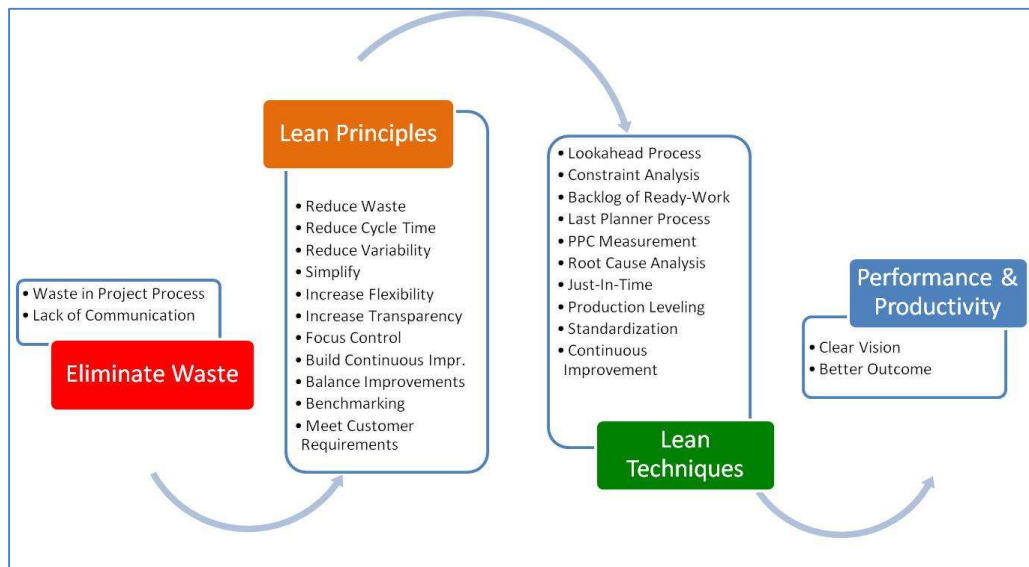 • Waste in Project Process
• Lack of Communication
Eliminate Waste
Lean Principles
• Reduce Waste
• Reduce Cycle Time
• Reduce Variability
• Simplify
• Increase Flexibility
• Increase Transparency
• Focus Control
• Build Continuous Impr.
• Balance Improvements
• Benchmarking
• Meet Customer
Requirements
• Lookahead Process
• Constraint Analysis
• Backlog of Ready-Work
• Last Planner Process
• PPC Measurement
• Root Cause Analysis
• Just-In-Time
• Production Leveling
• Standardization
• Continuous
Improvement
Lean
Techniques
Performance &
Productivity
• Clear Vision
• Better Outcome